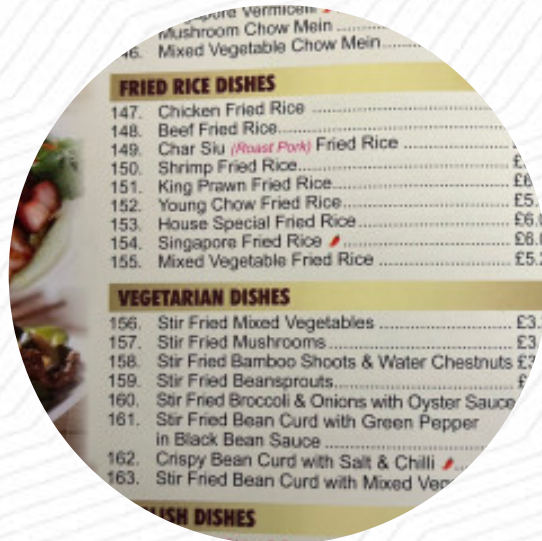 Vermicelli
Mushroom Chow Mein
Mixed Vegetable Chow Mein
FRIED RICE DISHES
147. Chicken Fried Rice
148. Beef Fried Rice
149. Char Siu (Roast Pork) Fried Rice
150. Shrimp Fried Rice
151. King Prawn Fried Rice
152. Young Chow Fried Rice
153. House Special Fried Rice
154. Singapore Fried Rice
155. Mixed Vegetable Fried Rice
VEGETARIAN DISHES
156. Stir Fried Mixed Vegetables
157. Stir Fried Mushrooms
158. Stir Fried Bamboo Shoots & Water Chestnuts
159. Stir Fried Beansprouts
160. Stir Fried Broccoli & Onions with Oyster Sauce
161. Stir Fried Bean Curd with Green Pepper
in Black Bean Sauce
162. Crispy Bean Curd with Salt & Chilli
163. Stir Fried Bean Curd with Mixed
DISHES